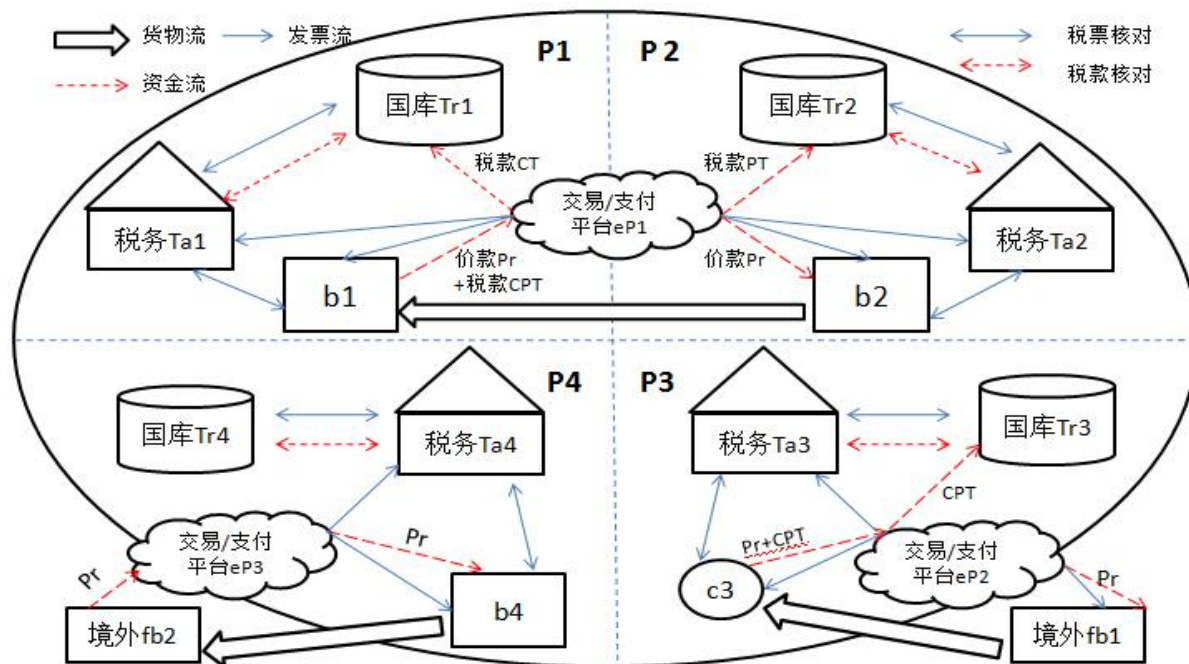 货物流
发票流
资金流
P1
P 2
税票核对
税款核对
国库Tr1
国库Tr2
税款CT
税款PT
交易/支付
平台eP1
税务Ta1
税务Ta2
价款Pr
+税款CPT
价款Pr
b1
b2
P4
P3
国库Tr4
税务Ta4
税务Ta3
国库Tr3
CPT
交易/支付
平台eP3
Pr
Pr
b4
境外fb2
Pr+CPT
c3
交易/支付
平台eP2
Pr
境外fb1